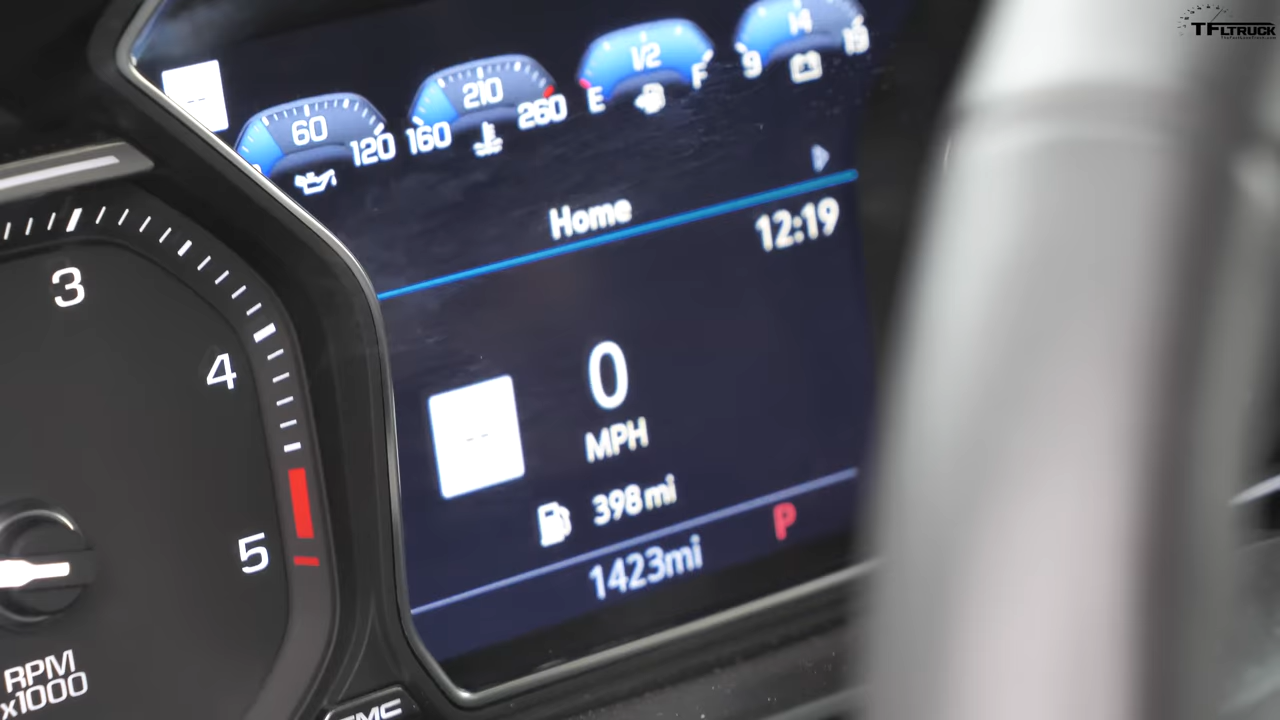 TFLTRUCK
14
9 19
1/2
E F
210
160 260
60
120
--
Home
12:19
3
4
5
0
MPH
--
398 mi
P
1423mi
RPM
x1000
GMC